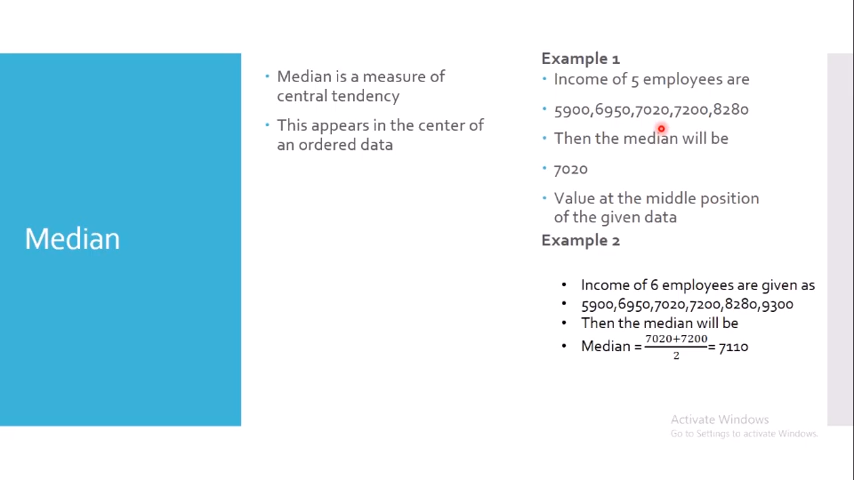 Median
• Median is a measure of
central tendency
• This appears in the center of
an ordered data
Example 1
• Income of 5 employees are
• 5900,6950,7020,7200,8280
• Then the median will be
• 7020
• Value at the middle position
of the given data
Example 2
• Income of 6 employees are given as
• 5900,6950,7020,7200,8280,9300
• Then the median will be
• Median = (7020+7200)/2 = 7110
Activate Windows
Go to Settings to activate Windows.